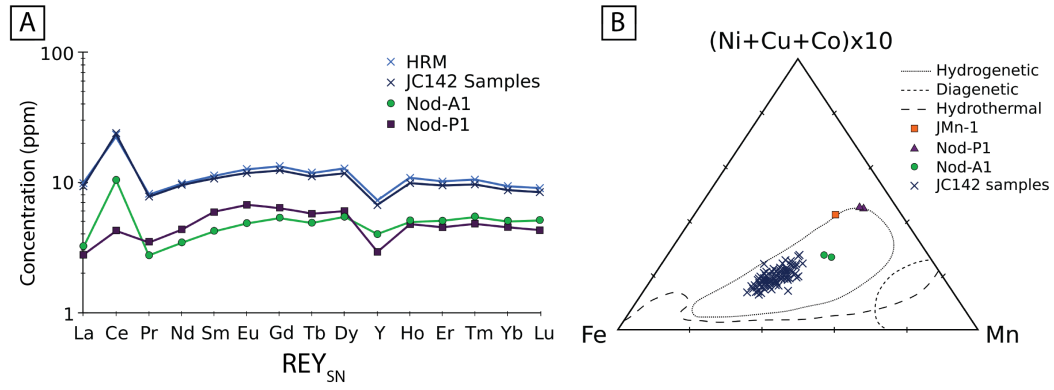 A
Concentration (ppm)
100
10
1
HRM
JC142 Samples
Nod-A1
Nod-P1
La Ce Pr Nd Sm Eu Gd Tb Dy Y Ho Er Tm Yb Lu
REYSN
B
(Ni+Cu+Co)x10
Hydrogenetic
Diagenetic
Hydrothermal
JMn-1
Nod-P1
Nod-A1
JC142 samples
Fe
Mn